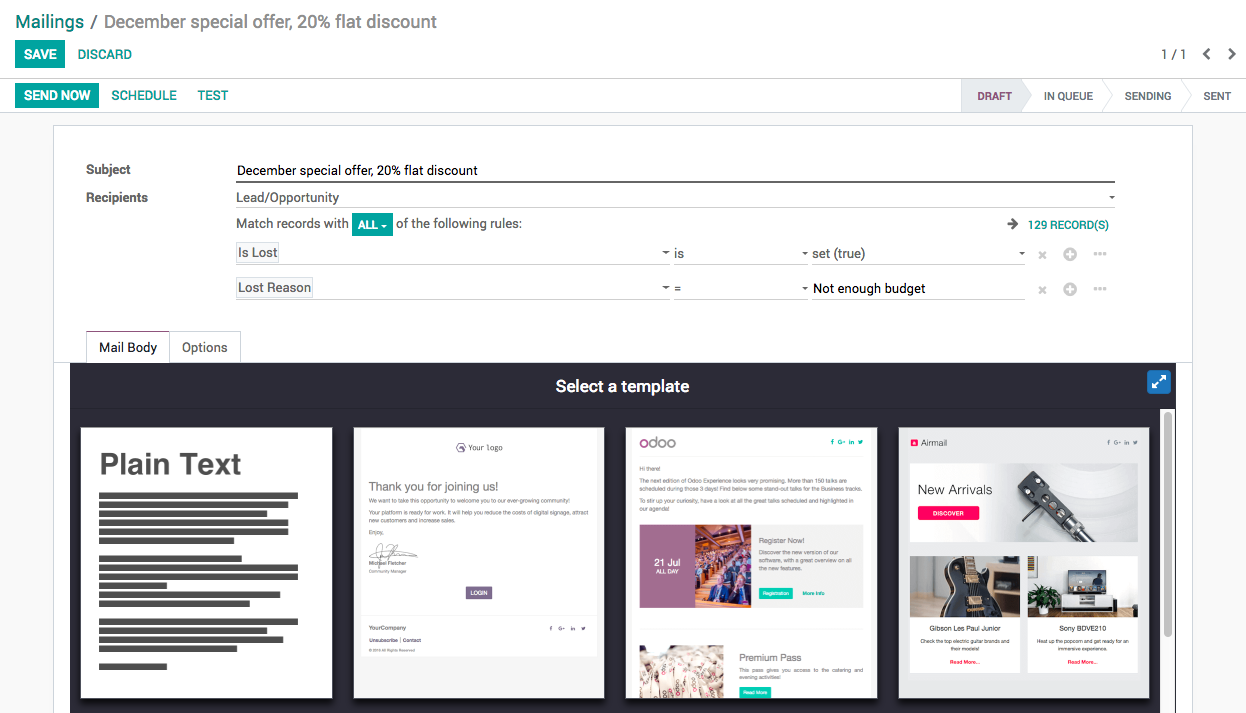 Mailings / December special offer, 20% flat discount
SAVE DISCARD
1 / 1
SEND NOW SCHEDULE TEST
DRAFT IN QUEUE SENDING SENT
Subject December special offer, 20% flat discount
Recipients Lead/Opportunity
Match records with ALL of the following rules: 129 RECORD(S)
Is Lost is set (true)
Lost Reason = Not enough budget
Mail Body Options
Select a template
Plain Text
Your logo
Thank you for joining us!
We want to take this opportunity to welcome you to our ever-growing community!
Your platform is ready for work. It will help you reduce the costs of digital signage, attract
new customers and increase sales.
Enjoy,
Michael Fletcher
Community Manager
LOGIN
YourCompany
Unsubscribe | Contact
© 2018 All Rights Reserved
odoo
Hi there!
The next edition of Odoo Experience looks very promising. More than 150 talks are
scheduled during those 3 days! Find below some stand-out talks for the Business tracks.
To stir up your curiosity, have a look at all the great talks scheduled and highlighted in
our agenda!
21 Jul
ALL DAY
Register Now!
Discover the new version of our
software, with a great overview on all
the new features.
Registration More Info
Premium Pass
This pass gives you access to the catering and
evening activities!
Read More
Airmail
New Arrivals
DISCOVER
Gibson Les Paul Junior
Check the top electric guitar brands and
their models!
Read More...
Sony BDVE210
Heat up the popcorn and get ready for an
immersive experience.
Read More...